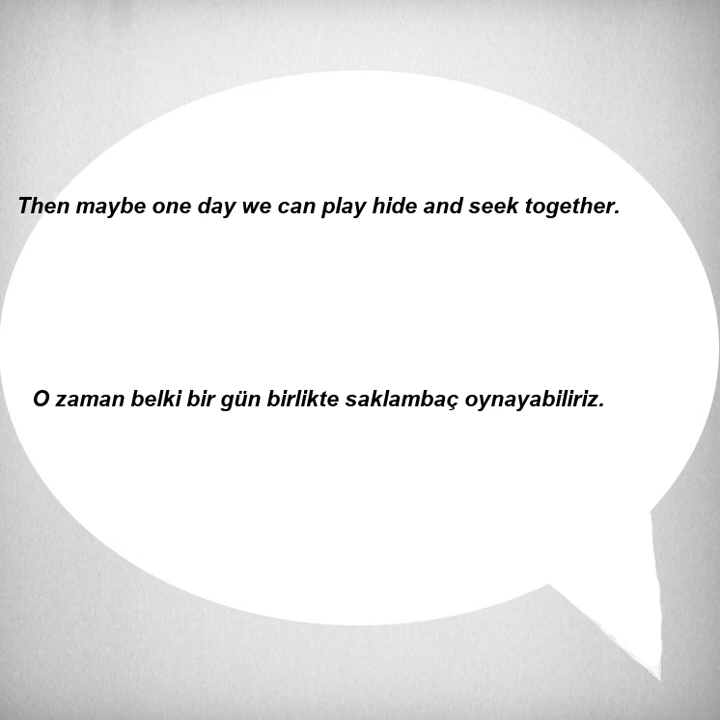 Then maybe one day we can play hide and seek together.
O zaman belki bir gün birlikte saklambaç oynayabiliriz.